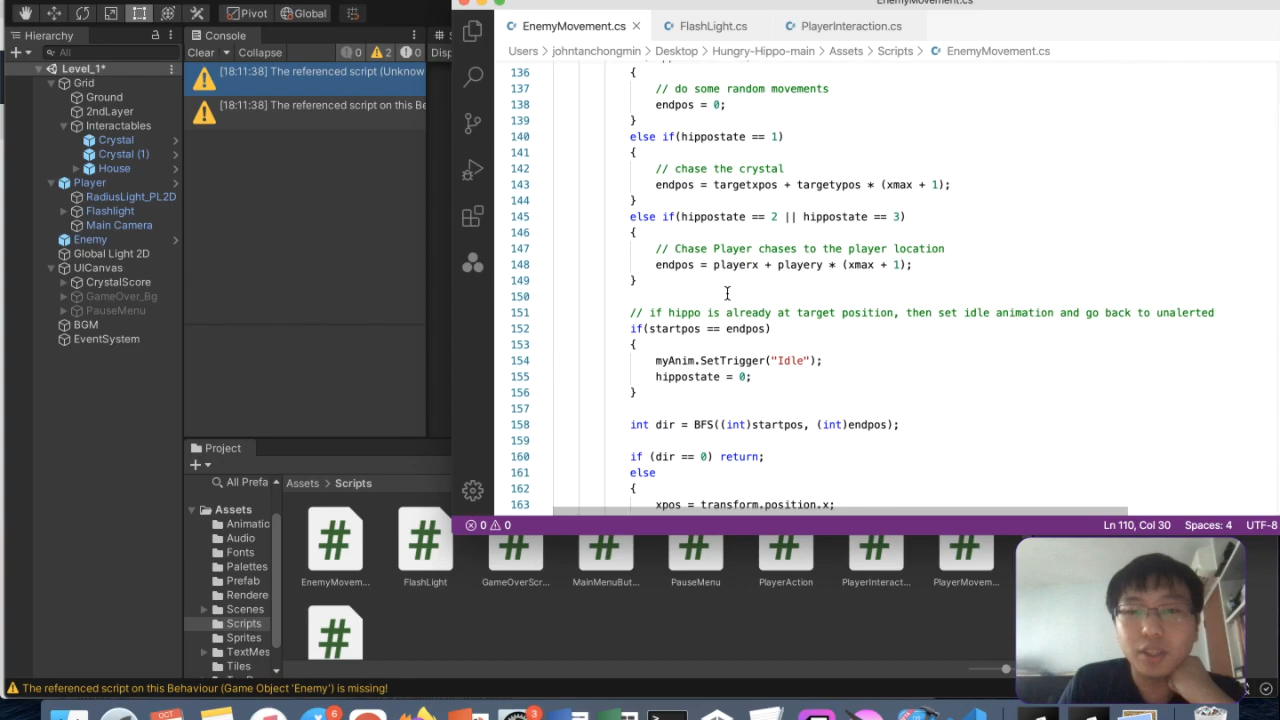 Pivot
Global
Hierarchy
All
Level_1*
Grid
Ground
2ndLayer
Interactables
Crystal
Crystal (1)
House
Player
RadiusLight_PL2D
Flashlight
Main Camera
Enemy
Global Light 2D
UICanvas
CrystalScore
GameOver_Bg
PauseMenu
BGM
EventSystem
Console
Clear
Collapse
0
2
0
Disp
[18:11:38] The referenced script (Unknow
[18:11:38] The referenced script on this Be
EnemyMovement.cs
FlashLight.cs
PlayerInteraction.cs
Users > johntanchongmin > Desktop > Hungry-Hippo-main > Assets > Scripts > EnemyMovement.cs
136 {
137 // do some random movements
138 endpos = 0;
139 }
140 else if(hippostate == 1)
141 {
142 // chase the crystal
143 endpos = targetxpos + targetypos * (xmax + 1);
144 }
145 else if(hippostate == 2 || hippostate == 3)
146 {
147 // Chase Player chases to the player location
148 endpos = playerx + playery * (xmax + 1);
149 }
150
151 // if hippo is already at target position, then set idle animation and go back to unalerted
152 if(startpos == endpos)
153 {
154 myAnim.SetTrigger("Idle");
155 hippostate = 0;
156 }
157
158 int dir = BFS((int)startpos, (int)endpos);
159
160 if (dir == 0) return;
161 else
162 {
163 xpos = transform.position.x;
0 0
Ln 110, Col 30
Spaces: 4
UTF-8
Project
All Prefa
Assets
Animatic
Audio
Fonts
Palettes
Prefab
Rendere
Scenes
Scripts
Sprites
TextMes
Tiles
Assets > Scripts
EnemyMovem...
FlashLight
GameOverScr...
MainMenuBut...
PauseMenu
PlayerAction
PlayerInteract...
PlayerMovem...
The referenced script on this Behaviour (Game Object 'Enemy') is missing!
OCT
6
3